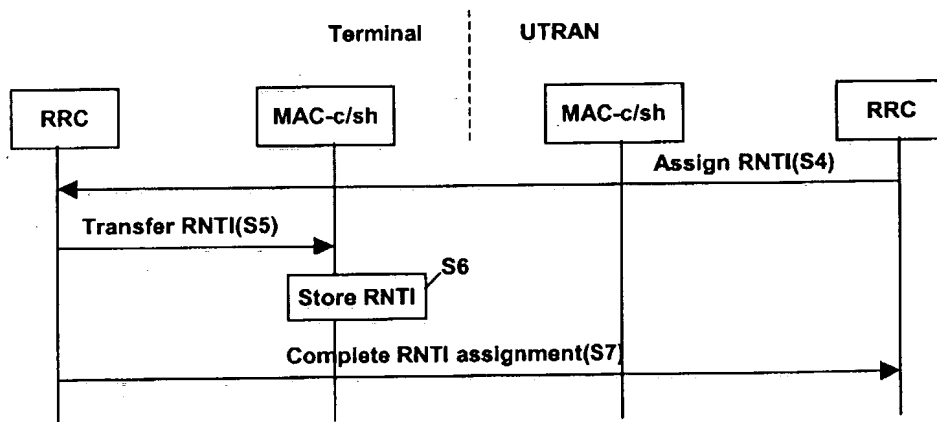 Terminal
UTRAN
RRC
MAC-c/sh
MAC-c/sh
RRC
Assign RNTI(S4)
Transfer RNTI(S5)
S6
Store RNTI
Complete RNTI assignment(S7)